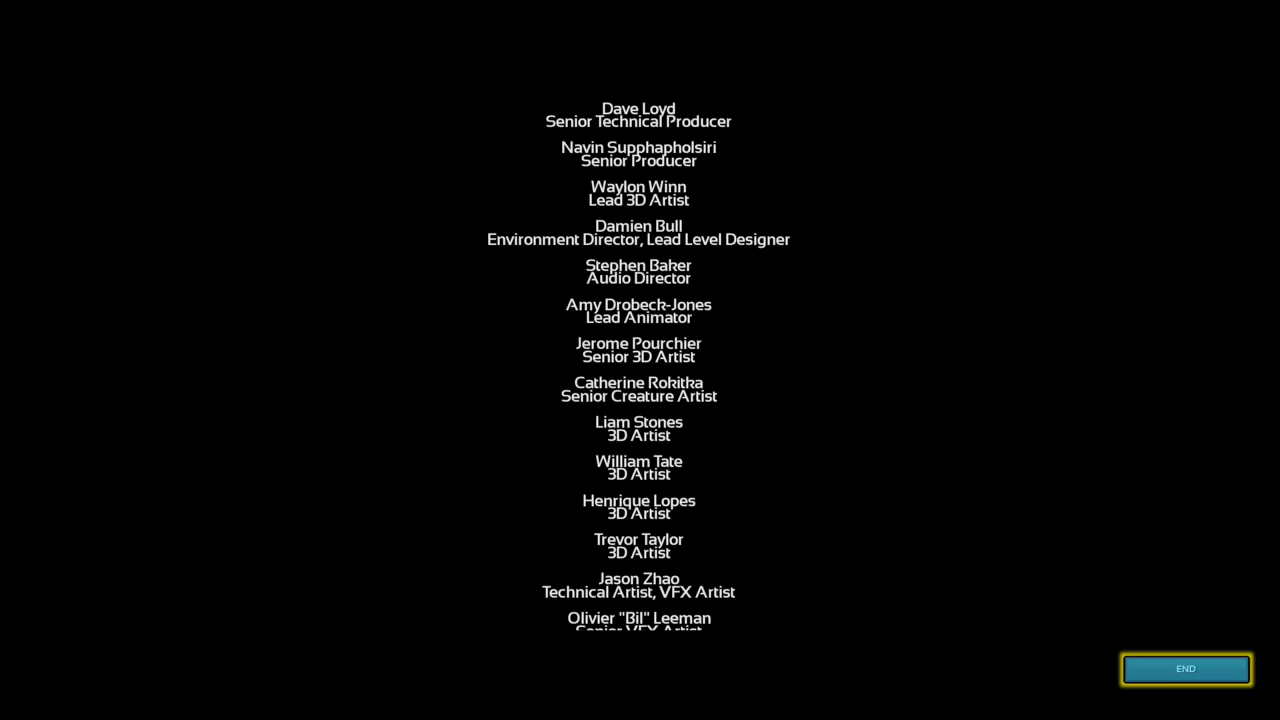 Dave Loyd
Senior Technical Producer
Navin Supphapholsiri
Senior Producer
Waylon Winn
Lead 3D Artist
Damien Bull
Environment Director, Lead Level Designer
Stephen Baker
Audio Director
Amy Drobeck-Jones
Lead Animator
Jerome Pourchier
Senior 3D Artist
Catherine Rokitka
Senior Creature Artist
Liam Stones
3D Artist
William Tate
3D Artist
Henrique Lopes
3D Artist
Trevor Taylor
3D Artist
Jason Zhao
Technical Artist, VFX Artist
Olivier "Bil" Leeman
Senior VFX Artist
END